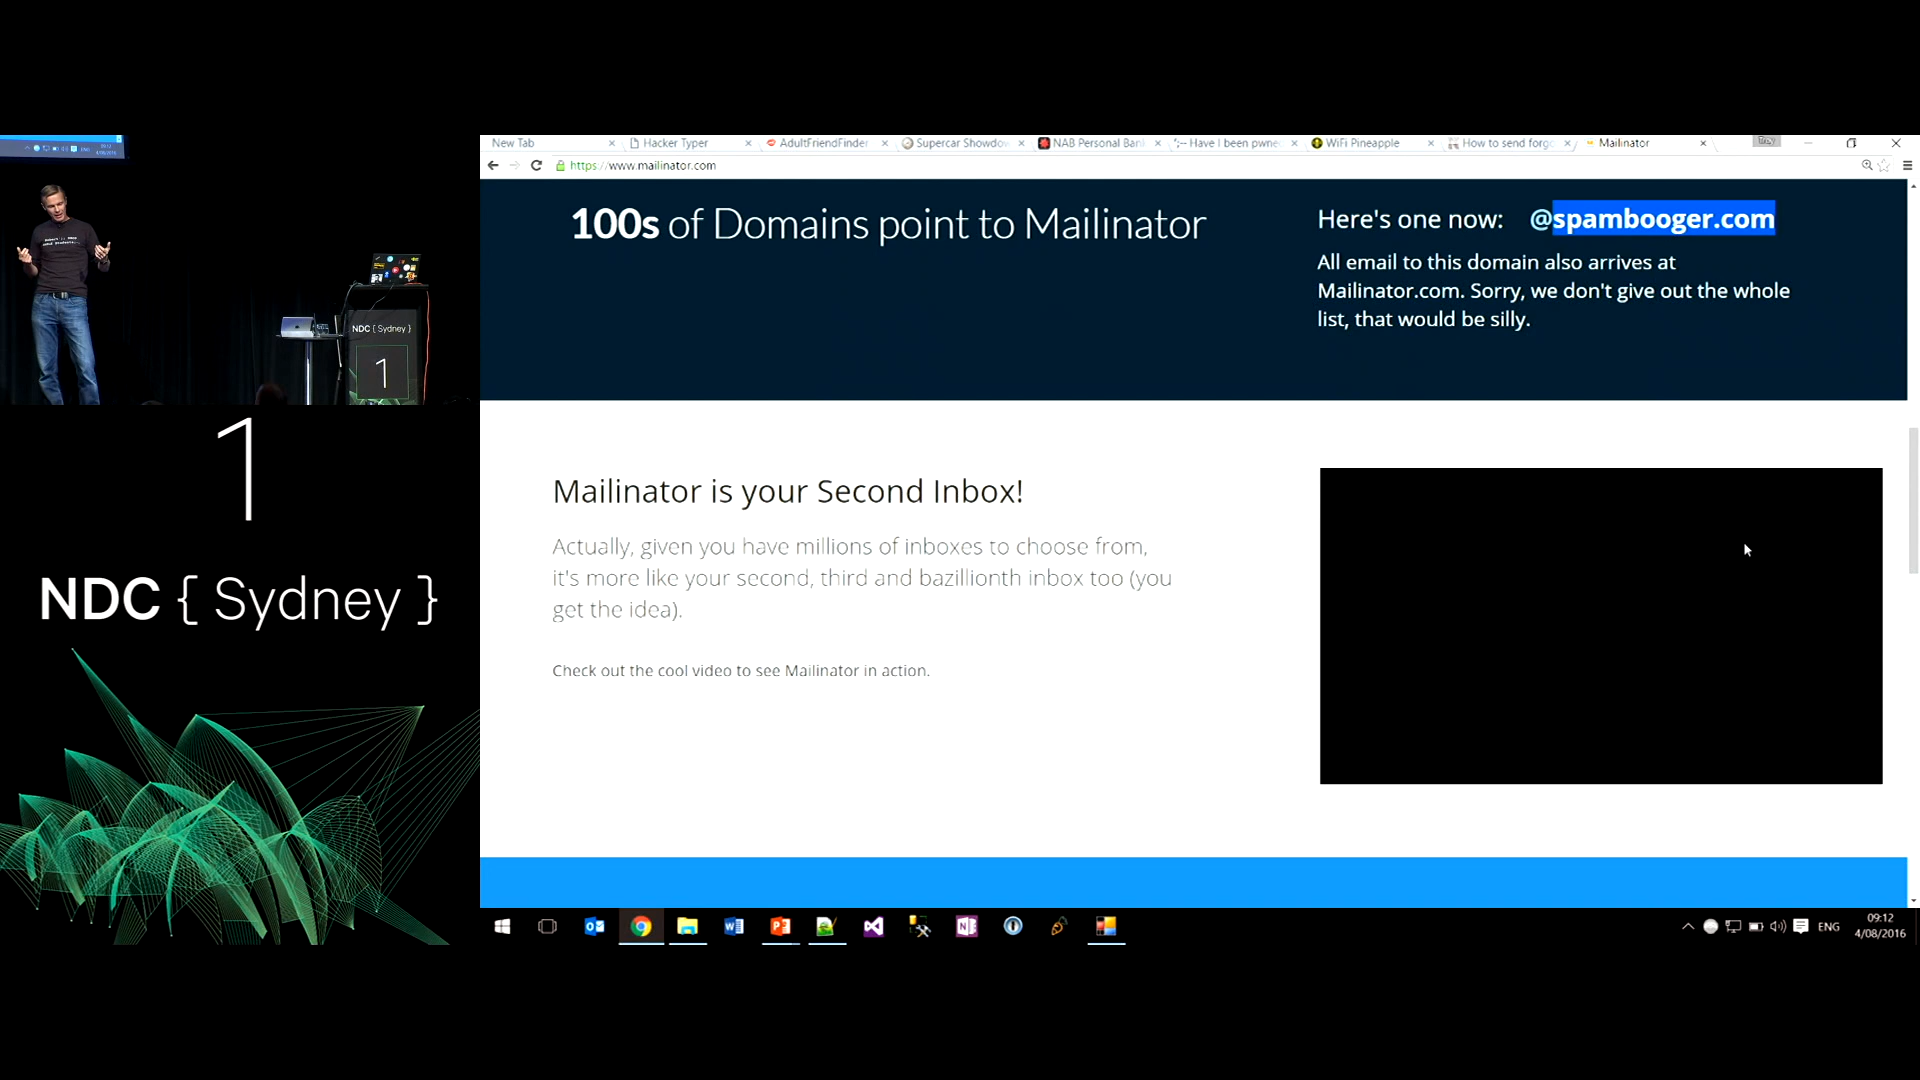 NDC { Sydney }
1
1
NDC { Sydney }
New Tab
Hacker Typer
AdultFriendFinder
Supercar Showdow
NAB Personal Ban
Have I been pwne
WiFi Pineapple
How to send forgo
Mailinator
https://www.mailinator.com
100s of Domains point to Mailinator
Here's one now: @spambooger.com
All email to this domain also arrives at
Mailinator.com. Sorry, we don't give out the whole
list, that would be silly.
Mailinator is your Second Inbox!
Actually, given you have millions of inboxes to choose from,
it's more like your second, third and bazillionth inbox too (you
get the idea).
Check out the cool video to see Mailinator in action.
ENG
09:12
4/08/2016